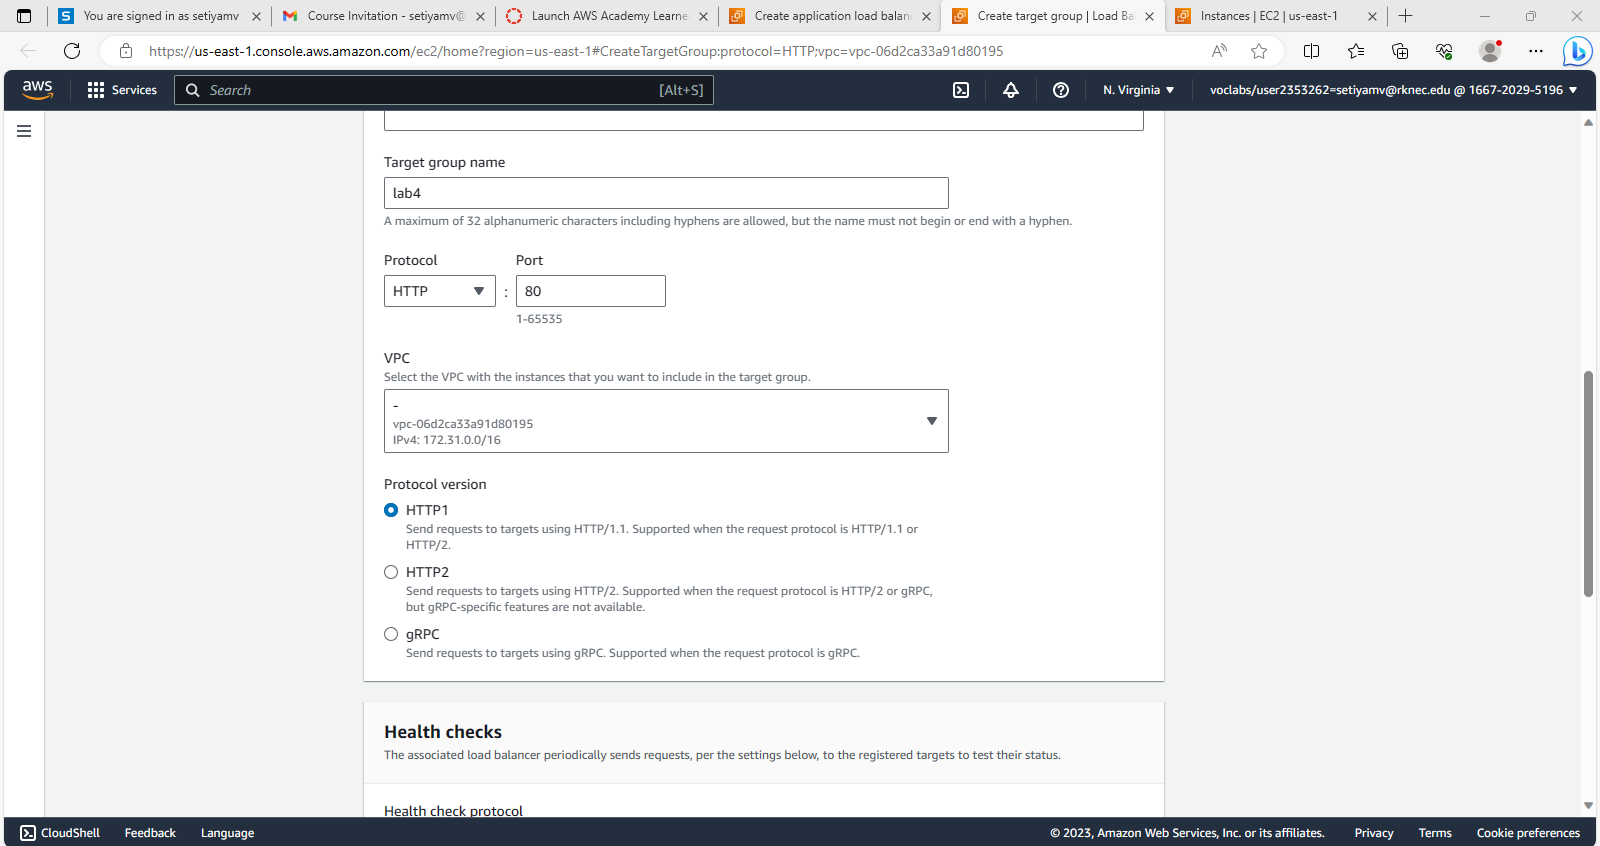 You are signed in as setiyamv
Course Invitation - setiyamv@
Launch AWS Academy Learne
Create application load balan
Create target group | Load Ba
Instances | EC2 | us-east-1
https://us-east-1.console.aws.amazon.com/ec2/home?region=us-east-1#CreateTargetGroup:protocol=HTTP;vpc=vpc-06d2ca33a91d80195
aws
Services
Search
[Alt+S]
N. Virginia
voclabs/user2353262=setiyamv@rknec.edu @ 1667-2029-5196
Target group name
lab4
A maximum of 32 alphanumeric characters including hyphens are allowed, but the name must not begin or end with a hyphen.
Protocol
Port
HTTP
:
80
1-65535
VPC
Select the VPC with the instances that you want to include in the target group.
-
vpc-06d2ca33a91d80195
IPv4: 172.31.0.0/16
Protocol version
HTTP1
Send requests to targets using HTTP/1.1. Supported when the request protocol is HTTP/1.1 or
HTTP/2.
HTTP2
Send requests to targets using HTTP/2. Supported when the request protocol is HTTP/2 or gRPC,
but gRPC-specific features are not available.
gRPC
Send requests to targets using gRPC. Supported when the request protocol is gRPC.
Health checks
The associated load balancer periodically sends requests, per the settings below, to the registered targets to test their status.
Health check protocol
CloudShell
Feedback
Language
© 2023, Amazon Web Services, Inc. or its affiliates.
Privacy
Terms
Cookie preferences